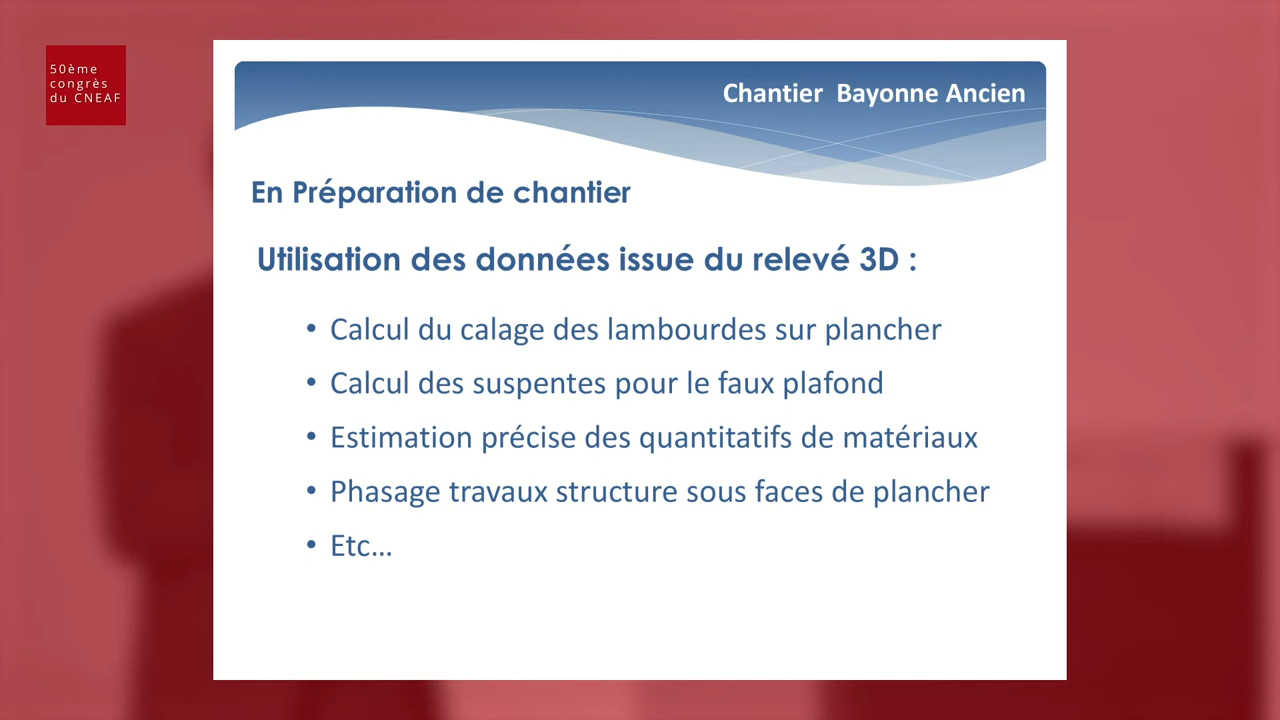 50ème
congrès
du CNEAF
Chantier Bayonne Ancien
En Préparation de chantier
Utilisation des données issue du relevé 3D :
• Calcul du calage des lambourdes sur plancher
• Calcul des suspentes pour le faux plafond
• Estimation précise des quantitatifs de matériaux
• Phasage travaux structure sous faces de plancher
• Etc…